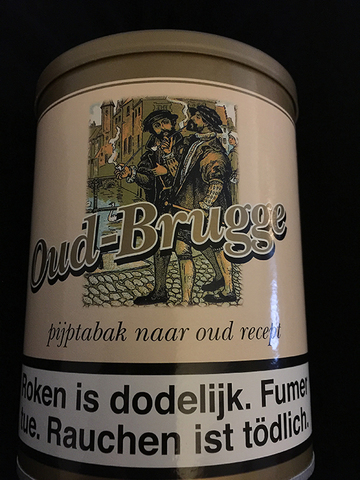 Oud-Brugge
pijptabak naar oud recept
Roken is dodelijk. Fumer
tue. Rauchen ist tödlich.